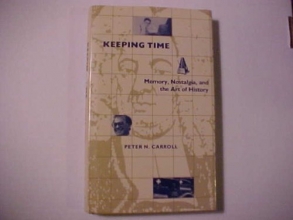 KEEPING TIME
Memory, Nostalgia, and
the Art of History
PETER N. CARROLL